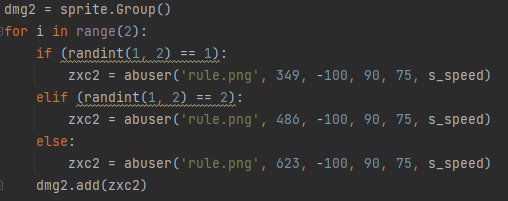 dmg2 = sprite.Group()
for i in range(2):
    if (randint(1, 2) == 1):
        zxc2 = abuser('rule.png', 349, -100, 90, 75, s_speed)
    elif (randint(1, 2) == 2):
        zxc2 = abuser('rule.png', 486, -100, 90, 75, s_speed)
    else:
        zxc2 = abuser('rule.png', 623, -100, 90, 75, s_speed)
    dmg2.add(zxc2)